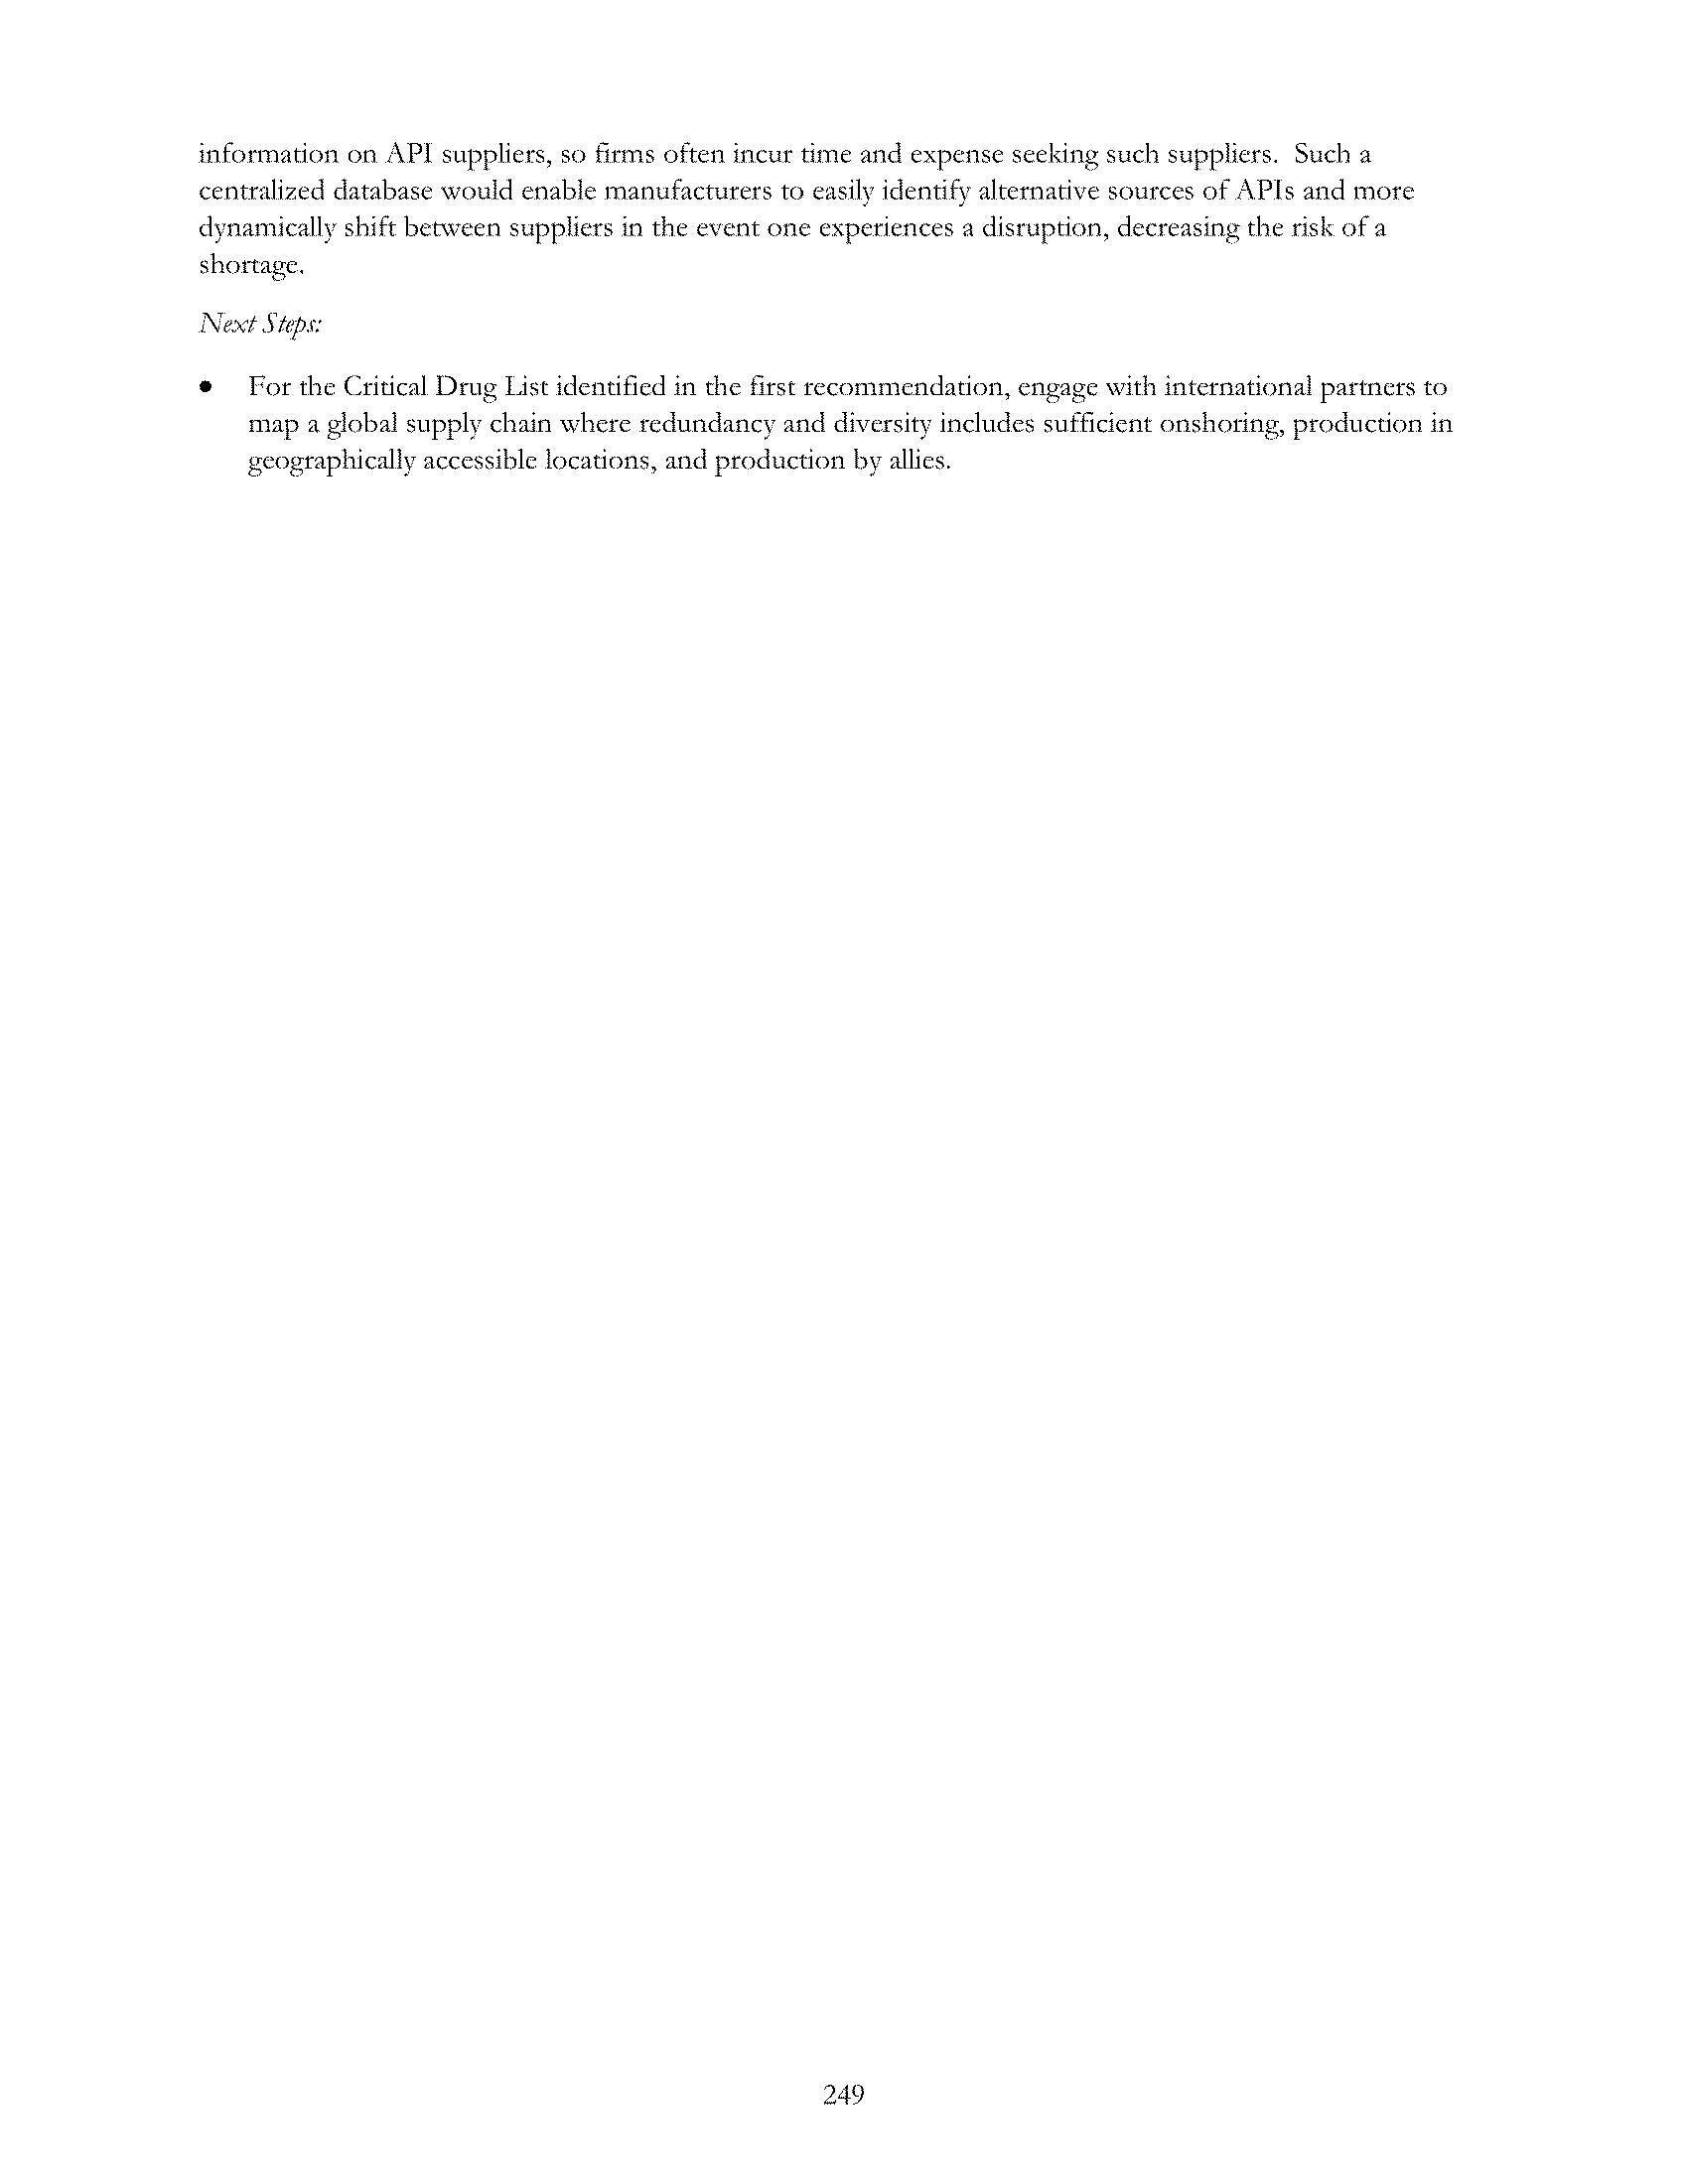 information on API suppliers, so firms often incur time and expense seeking such suppliers.  Such a
centralized database would enable manufacturers to easily identify alternative sources of APIs and more
dynamically shift between suppliers in the event one experiences a disruption, decreasing the risk of a
shortage.
Next Steps:
• For the Critical Drug List identified in the first recommendation, engage with international partners to
map a global supply chain where redundancy and diversity includes sufficient onshoring, production in
geographically accessible locations, and production by allies.
249